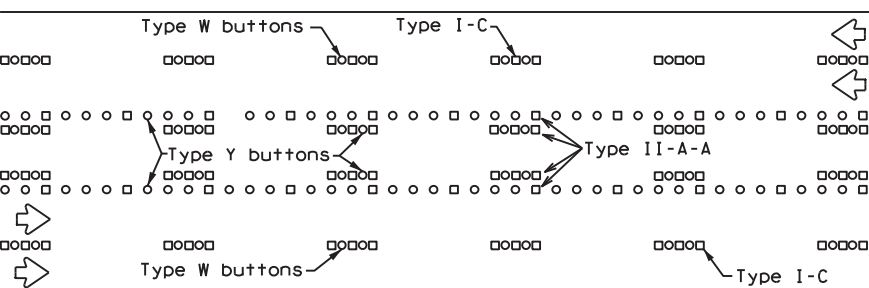 Type W buttons
Type I-C
Type Y buttons
Type II-A-A
Type W buttons
Type I-C